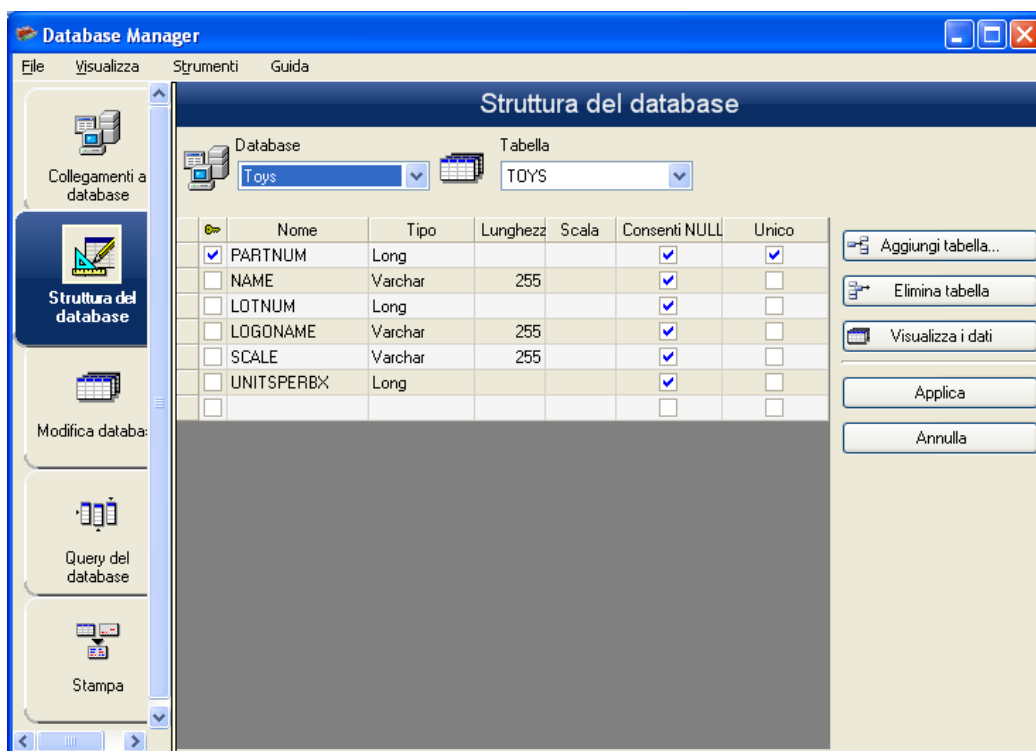 Database Manager
File Visualizza Strumenti Guida
Struttura del database
Collegamenti a
database
Struttura del
database
Modifica databa
Query del
database
Stampa
Database
Toys
Tabella
TOYS
Nome Tipo Lunghezz Scala Consenti NULL Unico
PARTNUM Long
NAME Varchar 255
LOTNUM Long
LOGONAME Varchar 255
SCALE Varchar 255
UNITSPERBX Long
Aggiungi tabella...
Elimina tabella
Visualizza i dati
Applica
Annulla